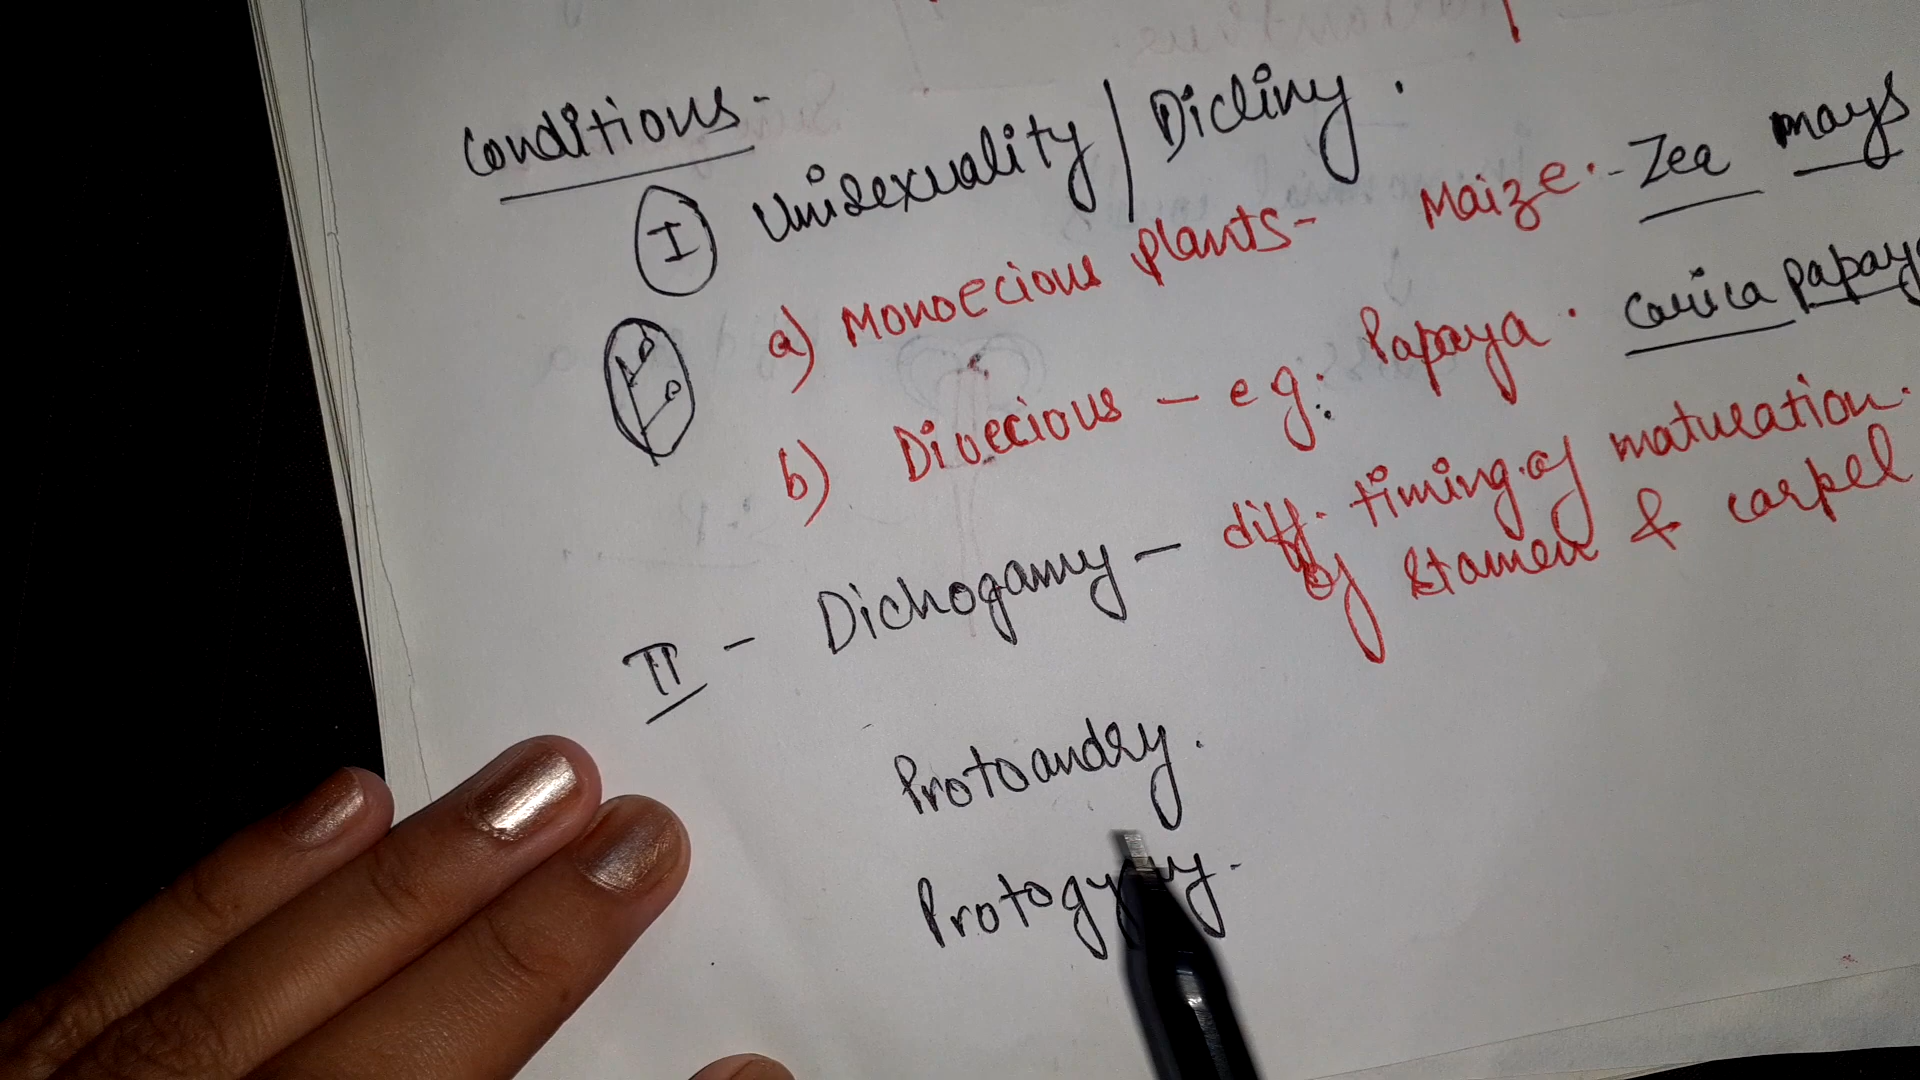 Conditions -
I Unisexuality / Dicliny.
a) Monoecious plants - Maize. - Zea mays
b) Dioecious - eg: Papaya. Carica papay
II - Dichogamy - diff. timing of maturation.
of stamen & carpel
Protoandry.
Protogyny.